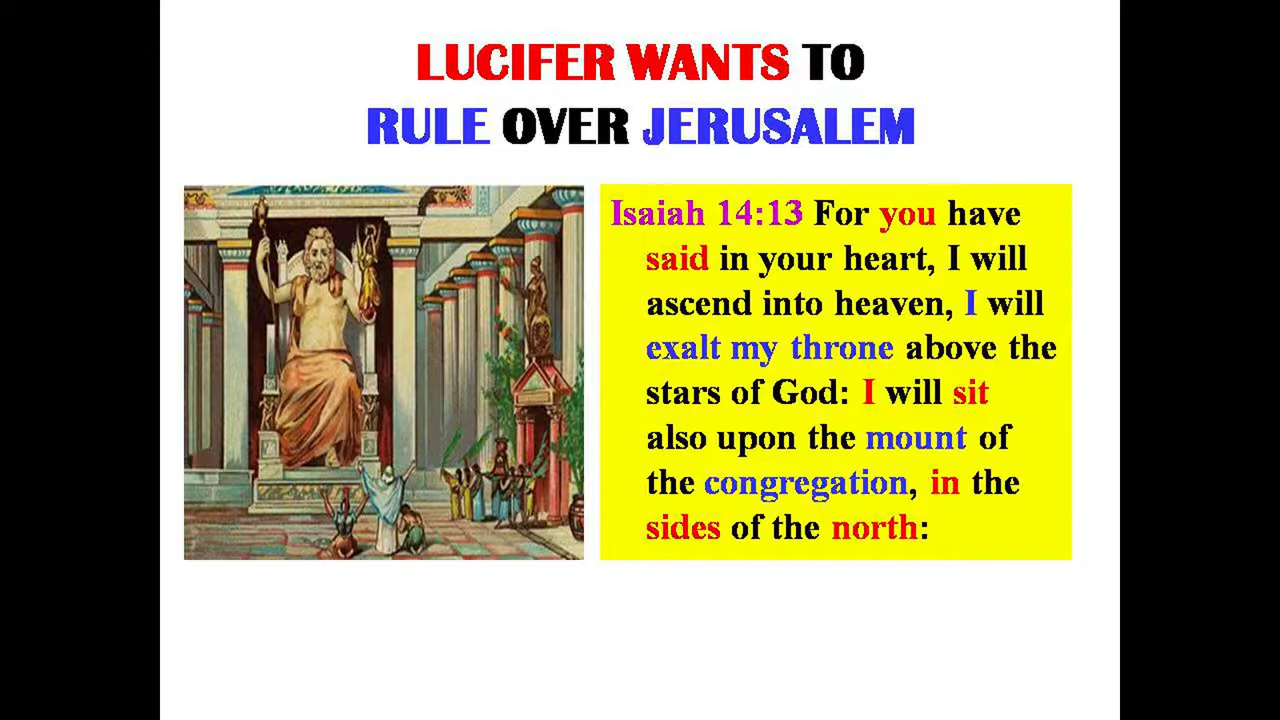 LUCIFER WANTS TO
RULE OVER JERUSALEM
Isaiah 14:13 For you have
said in your heart, I will
ascend into heaven, I will
exalt my throne above the
stars of God: I will sit
also upon the mount of
the congregation, in the
sides of the north: